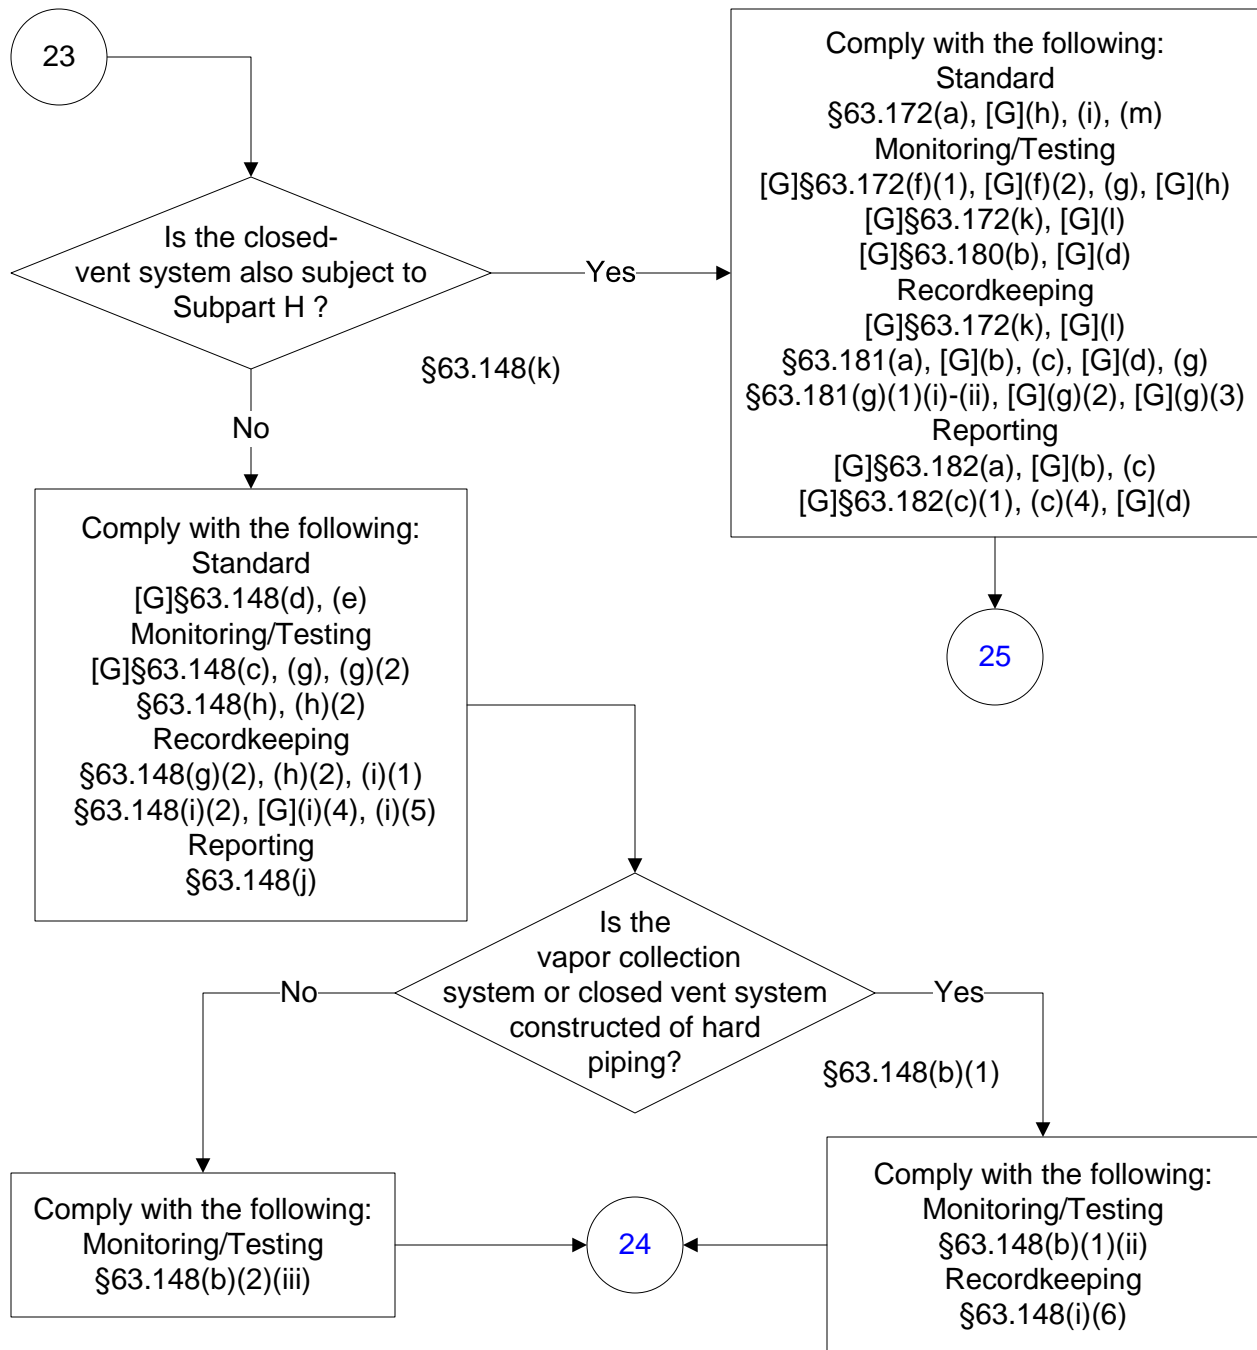 23
Is the closed-
vent system also subject to
Subpart H ?
Yes
§63.148(k)
No
Comply with the following:
Standard
§63.172(a), [G](h), (i), (m)
Monitoring/Testing
[G]§63.172(f)(1), [G](f)(2), (g), [G](h)
[G]§63.172(k), [G](l)
[G]§63.180(b), [G](d)
Recordkeeping
[G]§63.172(k), [G](l)
§63.181(a), [G](b), (c), [G](d), (g)
§63.181(g)(1)(i)-(ii), [G](g)(2), [G](g)(3)
Reporting
[G]§63.182(a), [G](b), (c)
[G]§63.182(c)(1), (c)(4), [G](d)
25
Comply with the following:
Standard
[G]§63.148(d), (e)
Monitoring/Testing
[G]§63.148(c), (g), (g)(2)
§63.148(h), (h)(2)
Recordkeeping
§63.148(g)(2), (h)(2), (i)(1)
§63.148(i)(2), [G](i)(4), (i)(5)
Reporting
§63.148(j)
Is the
vapor collection
system or closed vent system
constructed of hard
piping?
No
Yes
§63.148(b)(1)
Comply with the following:
Monitoring/Testing
§63.148(b)(2)(iii)
24
Comply with the following:
Monitoring/Testing
§63.148(b)(1)(ii)
Recordkeeping
§63.148(i)(6)